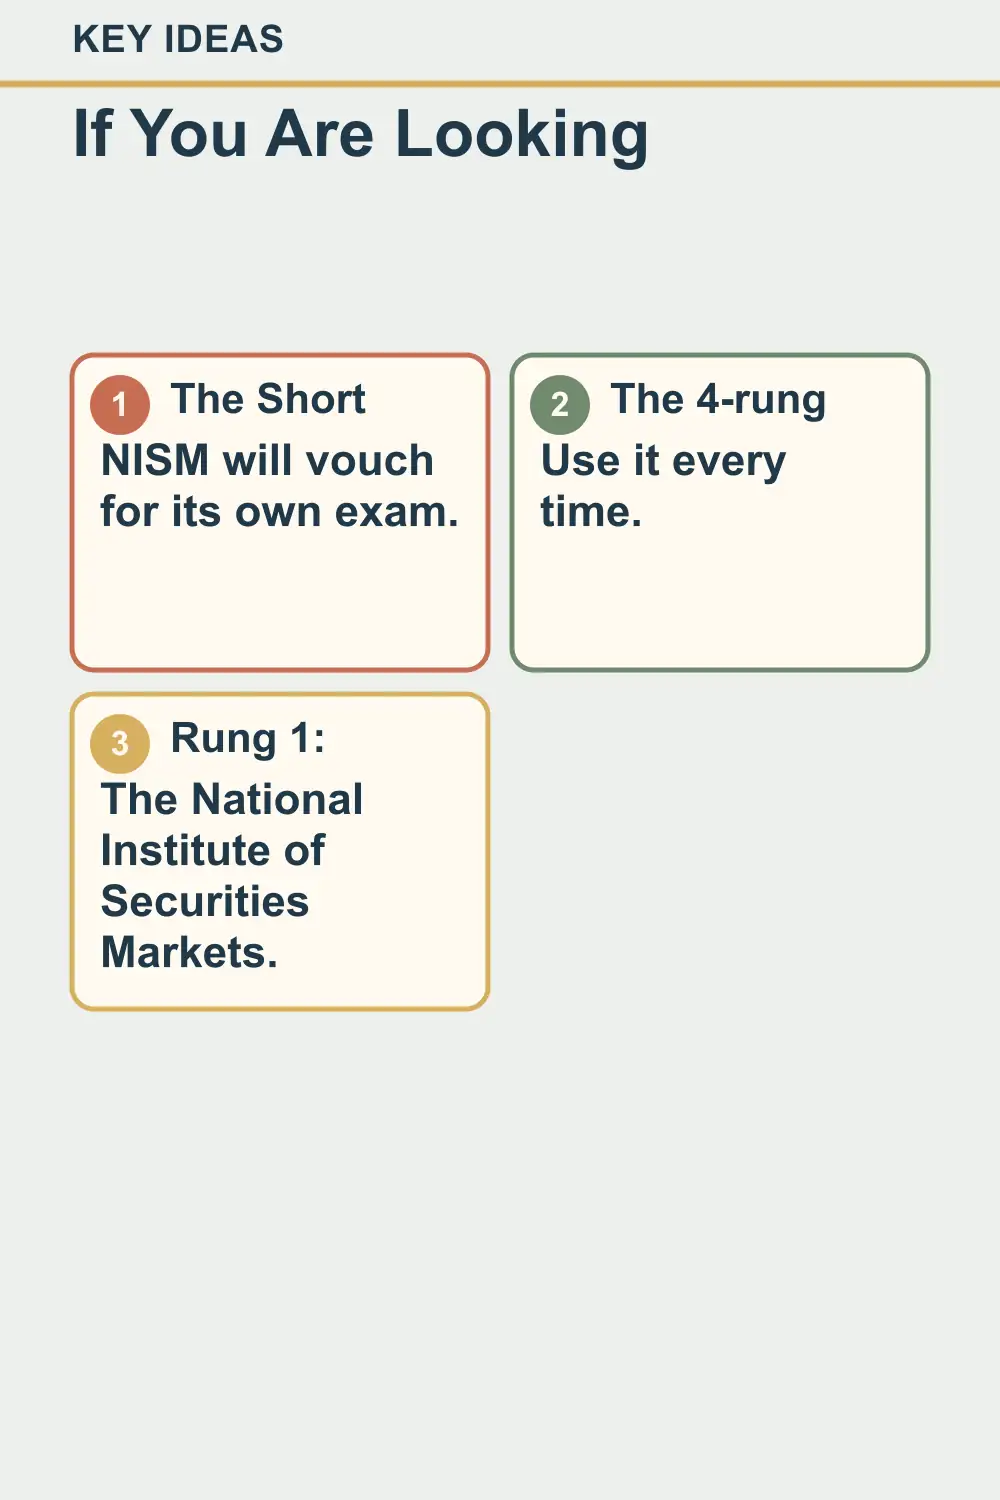 KEY IDEAS
If You Are Looking
1 The Short
NISM will vouch
for its own exam.
2 The 4-rung
Use it every
time.
3 Rung 1:
The National
Institute of
Securities
Markets.